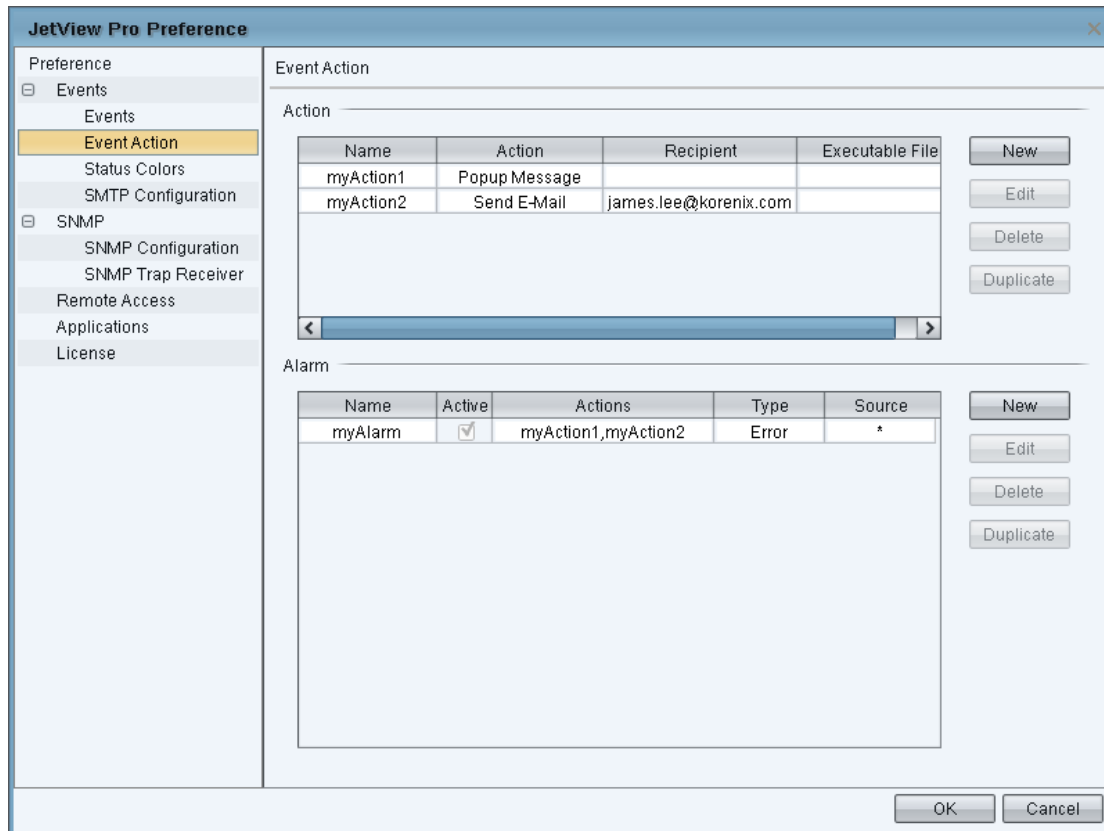 JetView Pro Preference
Preference
Events
Events
Event Action
Status Colors
SMTP Configuration
SNMP
SNMP Configuration
SNMP Trap Receiver
Remote Access
Applications
License
Event Action
Action
Name Action Recipient Executable File
myAction1 Popup Message
myAction2 Send E-Mail james.lee@korenix.com
New
Edit
Delete
Duplicate
Alarm
Name Active Actions Type Source
myAlarm myAction1,myAction2 Error *
New
Edit
Delete
Duplicate
OK Cancel